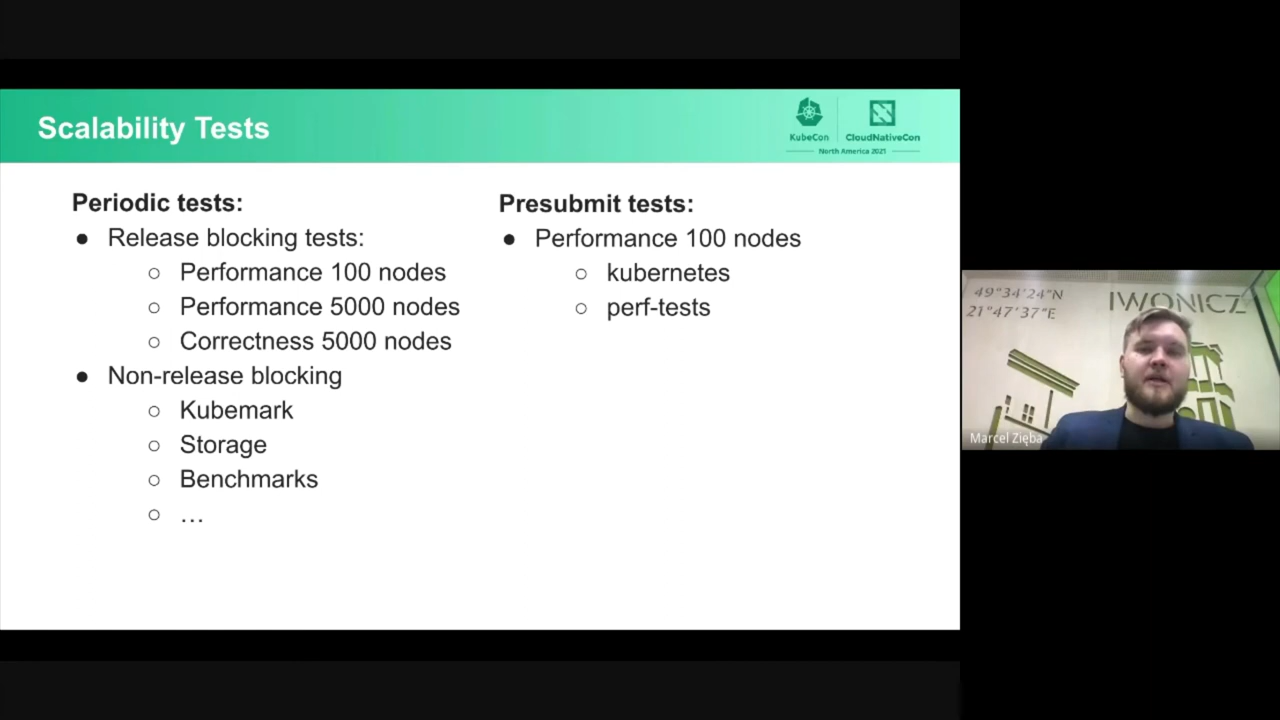 Scalability Tests
KubeCon
CloudNativeCon
North America 2021
Periodic tests:
● Release blocking tests:
○ Performance 100 nodes
○ Performance 5000 nodes
○ Correctness 5000 nodes
● Non-release blocking
○ Kubemark
○ Storage
○ Benchmarks
○ …
Presubmit tests:
● Performance 100 nodes
○ kubernetes
○ perf-tests
49°34'24"N
21°47'37"E
IWONICZ
Marcel Zięba